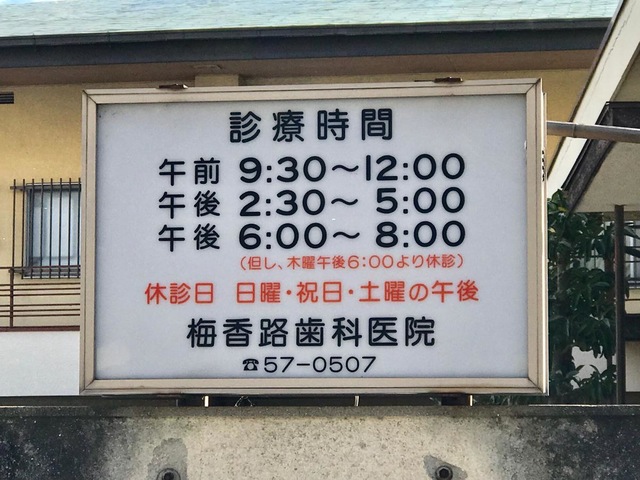 診療時間
午前 9:30～12:00
午後 2:30～ 5:00
午後 6:00～ 8:00
（但し、木曜午後6:00より休診）
休診日 日曜・祝日・土曜の午後
梅香路歯科医院
☎57-0507